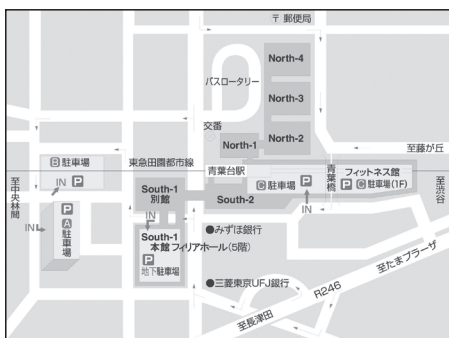 〒郵便局
North-4
バスロータリー
North-3
交番
North-1
North-2
至藤が丘
B 駐車場
東急田園都市線
青葉台駅
青葉橋
フィットネス館
至中央林間
IN
P
South-1
別館
South-2
C 駐車場 P
IN
P C 駐車場(1F)
至渋谷
IN
P
A
駐車場
IN
South-1
本館フィリアホール(5階)
P
地下駐車場
●みずほ銀行
●三菱東京UFJ銀行
至たまプラーザ
R246
至長津田